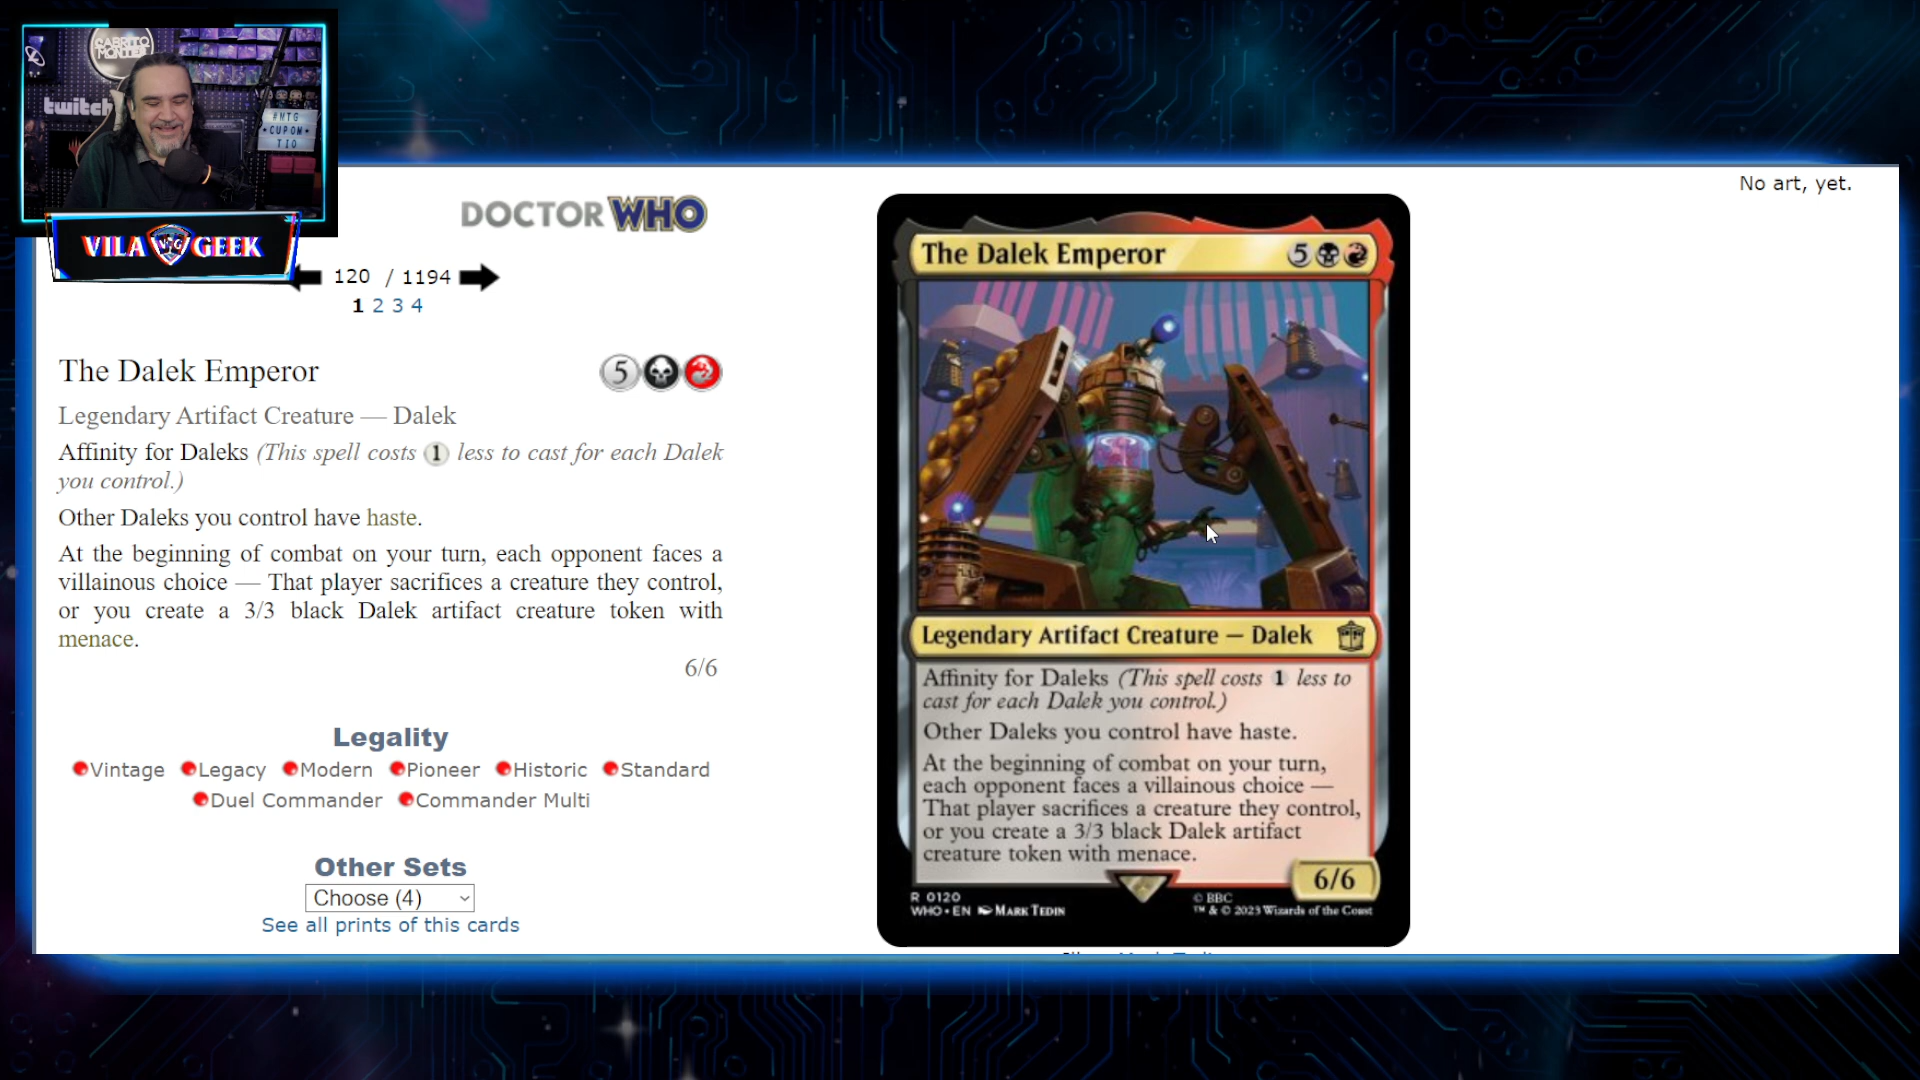 CABRITO
MONTES
twitch
#MTG
CUPOM
TIO
VILA GEEK
DOCTOR WHO
120 / 1194
1 2 3 4
The Dalek Emperor 5
Legendary Artifact Creature — Dalek
Affinity for Daleks (This spell costs 1 less to cast for each Dalek
you control.)
Other Daleks you control have haste.
At the beginning of combat on your turn, each opponent faces a
villainous choice — That player sacrifices a creature they control,
or you create a 3/3 black Dalek artifact creature token with
menace.
6/6
Legality
Vintage Legacy Modern Pioneer Historic Standard
Duel Commander Commander Multi
Other Sets
Choose (4)
See all prints of this cards
No art, yet.
The Dalek Emperor 5
Legendary Artifact Creature — Dalek
Affinity for Daleks (This spell costs 1 less to
cast for each Dalek you control.)
Other Daleks you control have haste.
At the beginning of combat on your turn,
each opponent faces a villainous choice —
That player sacrifices a creature they control,
or you create a 3/3 black Dalek artifact
creature token with menace.
6/6
R 0120
WHO • EN MARK TEDIN
© BBC
™ & © 2023 Wizards of the Coast